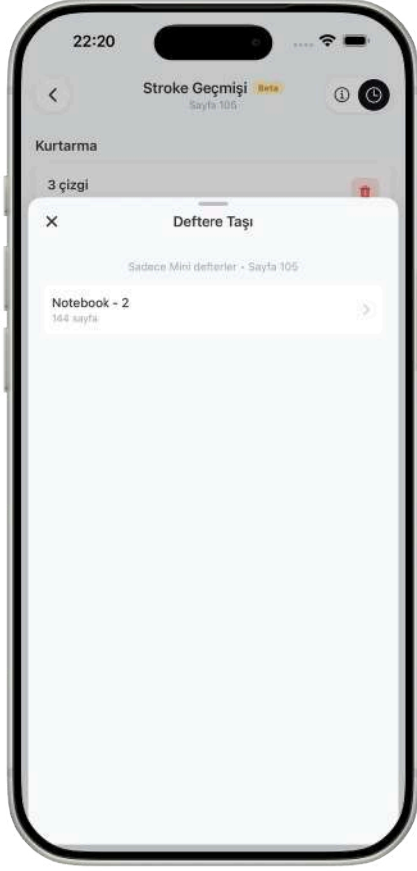 22:20
Stroke Geçmişi Beta
Sayfa 105
Kurtarma
3 çizgi
Deftere Taşı
Sadece Mini defterler • Sayfa 105
Notebook - 2
144 sayfa